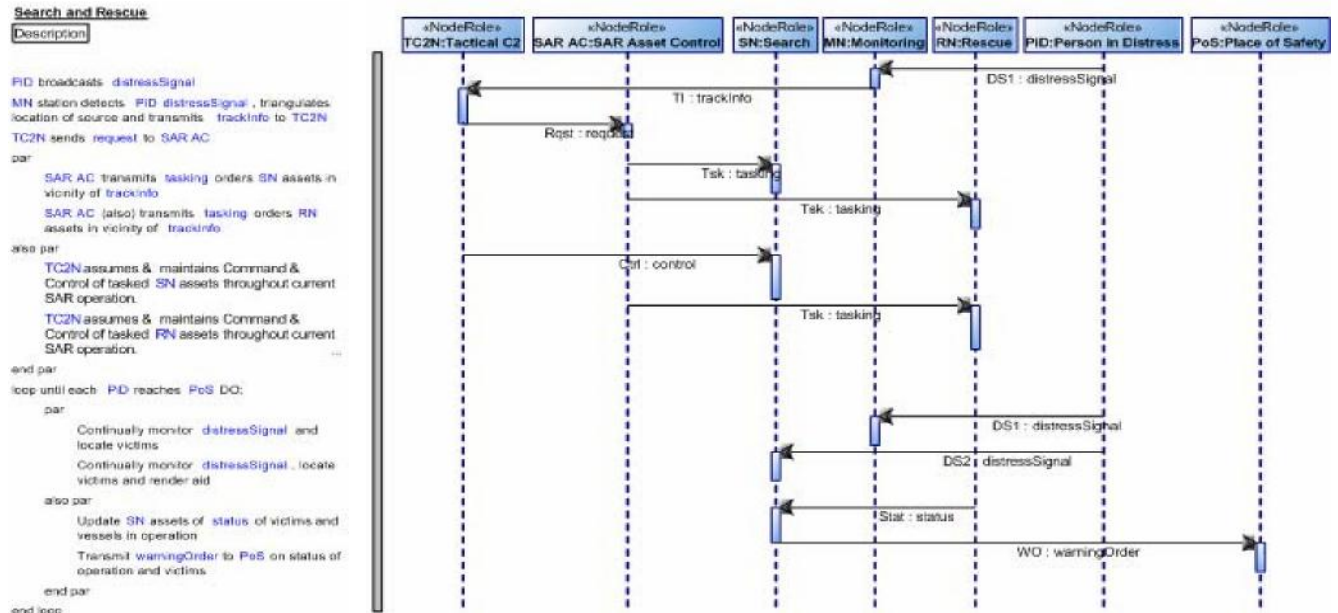 Search and Rescue
Description
PiD broadcasts distressSignal
MN station detects PiD distressSignal, triangulates
location of source and transmits trackInfo to TC2N
TC2N sends request to SAR AC
par
SAR AC transmits tasking orders SN assets in
vicinity of trackInfo
SAR AC (also) transmits tasking orders RN
assets in vicinity of trackInfo
also par
TC2N assumes & maintains Command &
Control of tasked SN assets throughout current
SAR operation.
TC2N assumes & maintains Command &
Control of tasked RN assets throughout current
SAR operation.
...
end par
loop until each PiD reaches PoS DO:
par
Continually monitor distressSignal and
locate victims
Continually monitor distressSignal, locate
victims and render aid
also par
Update SN assets of status of victims and
vessels in operation
Transmit warningOrder to PoS on status of
operation and victims
end par
end loop
«NodeRole»
TC2N:Tactical C2
«NodeRole»
SAR AC:SAR Asset Control
«NodeRole»
SN:Search
«NodeRole»
MN:Monitoring
«NodeRole»
RN:Rescue
«NodeRole»
PiD:Person in Distress
«NodeRole»
PoS:Place of Safety
DS1 : distressSignal
TI : trackInfo
Rqst : request
Tsk : tasking
Tsk : tasking
Ctrl : control
Tsk : tasking
DS1 : distressSignal
DS2 : distressSignal
Stat : status
WO : warningOrder